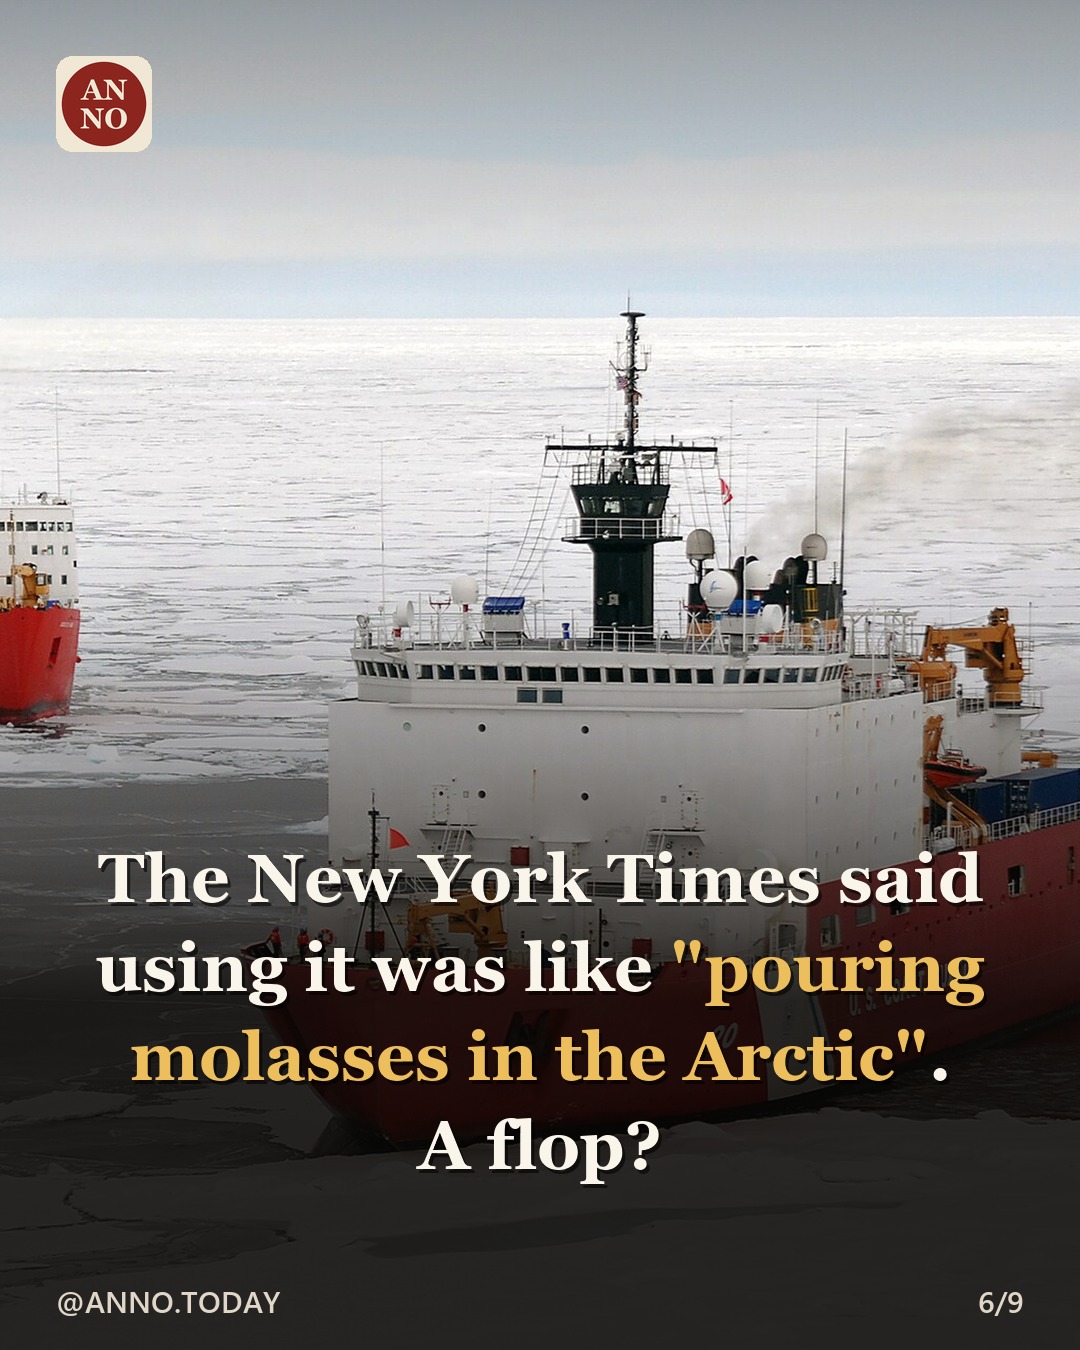 AN
NO
The New York Times said
using it was like "pouring
molasses in the Arctic".
A flop?
@ANNO.TODAY
6/9